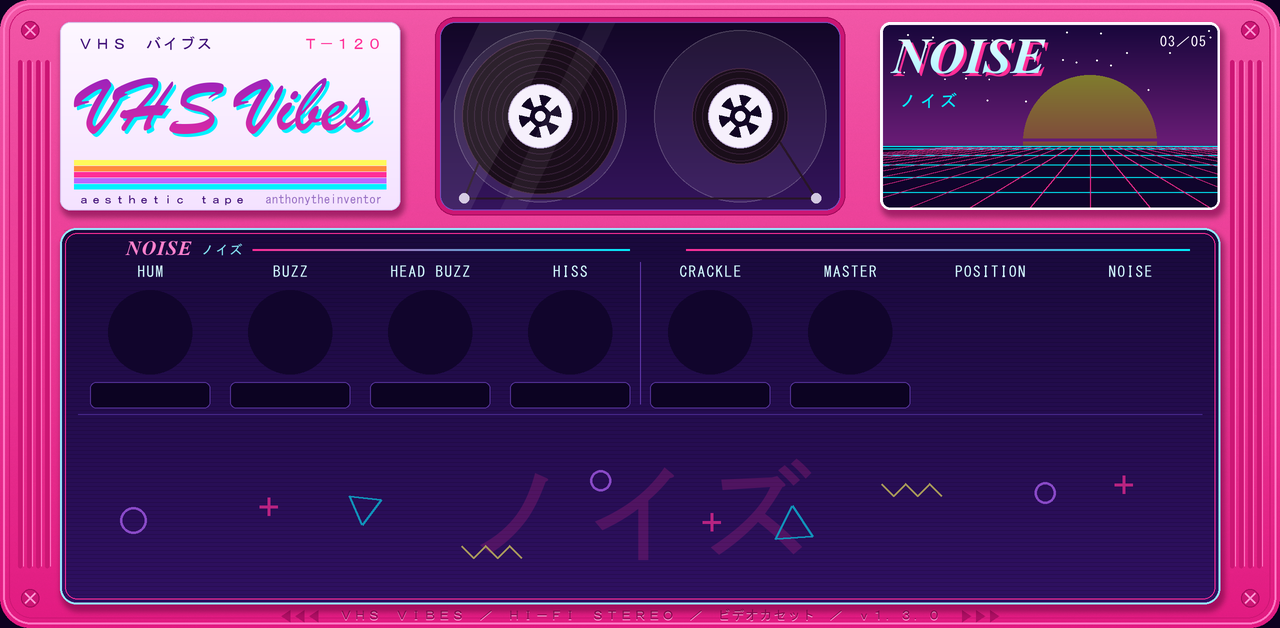 VHS バイブス
T-120
VHS Vibes
aesthetic tape
anthonytheinventor
NOISE
03/05
ノイズ
NOISE ノイズ
HUM
BUZZ
HEAD BUZZ
HISS
CRACKLE
MASTER
POSITION
NOISE
ノイズ
VHS VIBES / HI-FI STEREO / ビデオカセット / v1.3.0